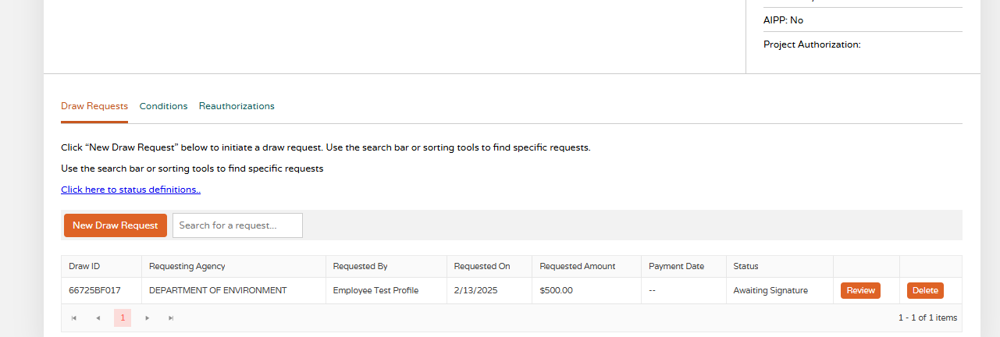 AIPP: No
Project Authorization:
Draw Requests Conditions Reauthorizations
Click “New Draw Request” below to initiate a draw request. Use the search bar or sorting tools to find specific requests.
Use the search bar or sorting tools to find specific requests
Click here to status definitions..
New Draw Request Search for a request...
Draw ID Requesting Agency Requested By Requested On Requested Amount Payment Date Status
66725BF017 DEPARTMENT OF ENVIRONMENT Employee Test Profile 2/13/2025 $500.00 -- Awaiting Signature Review Delete
1 1 - 1 of 1 items